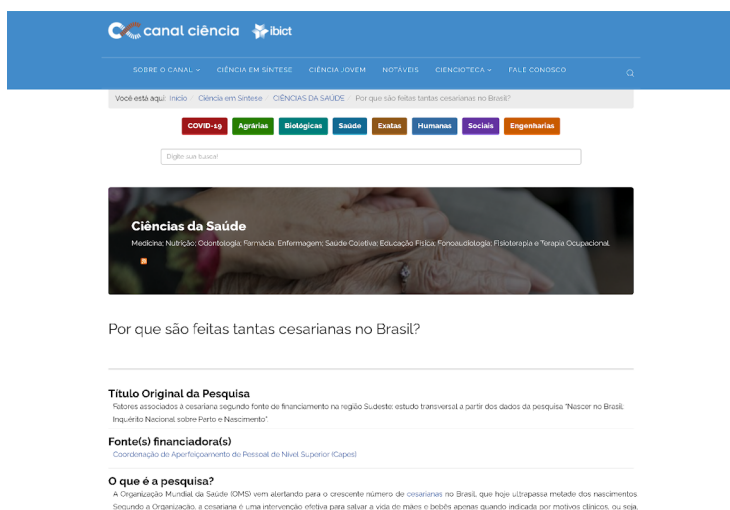 canal ciência ibict
SOBRE O CANAL CIÊNCIA EM SÍNTESE CIÊNCIA JOVEM NOTÁVEIS CIENCIOTECA FALE CONOSCO
Você está aqui: Início / Ciência em Síntese / CIÊNCIAS DA SAÚDE / Por que são feitas tantas cesarianas no Brasil?
COVID-19 Agrárias Biológicas Saúde Exatas Humanas Sociais Engenharias
Digite sua busca!
Ciências da Saúde
Medicina; Nutrição; Odontologia; Farmácia; Enfermagem; Saúde Coletiva; Educação Física; Fonoaudiologia; Fisioterapia e Terapia Ocupacional.
Por que são feitas tantas cesarianas no Brasil?
Título Original da Pesquisa
Fatores associados à cesariana segundo fonte de financiamento na região Sudeste: estudo transversal a partir dos dados da pesquisa "Nascer no Brasil:
Inquérito Nacional sobre Parto e Nascimento".
Fonte(s) financiadora(s)
Coordenação de Aperfeiçoamento de Pessoal de Nível Superior (Capes)
O que é a pesquisa?
A Organização Mundial da Saúde (OMS) vem alertando para o crescente número de cesarianas no Brasil, que hoje ultrapassa metade dos nascimentos.
Segundo a Organização, a cesariana é uma intervenção efetiva para salvar a vida de mães e bebês apenas quando indicada por motivos clínicos, ou seja,